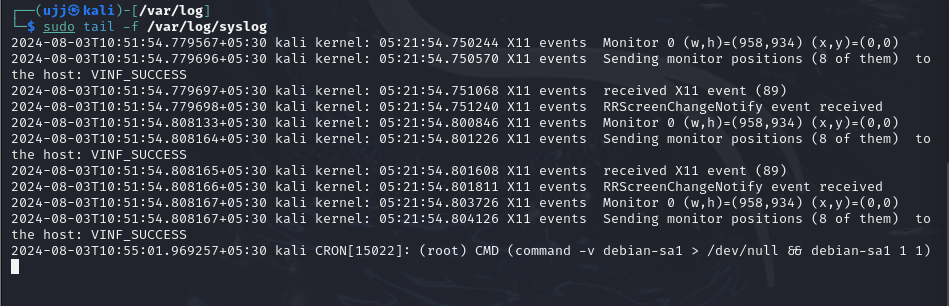 ┌──(ujj㉿kali)-[/var/log]
└─$ sudo tail -f /var/log/syslog
2024-08-03T10:51:54.779567+05:30 kali kernel: 05:21:54.750244 X11 events  Monitor 0 (w,h)=(958,934) (x,y)=(0,0)
2024-08-03T10:51:54.779696+05:30 kali kernel: 05:21:54.750570 X11 events  Sending monitor positions (8 of them)  to
the host: VINF_SUCCESS
2024-08-03T10:51:54.779697+05:30 kali kernel: 05:21:54.751068 X11 events  received X11 event (89)
2024-08-03T10:51:54.779698+05:30 kali kernel: 05:21:54.751240 X11 events  RRScreenChangeNotify event received
2024-08-03T10:51:54.808133+05:30 kali kernel: 05:21:54.800846 X11 events  Monitor 0 (w,h)=(958,934) (x,y)=(0,0)
2024-08-03T10:51:54.808164+05:30 kali kernel: 05:21:54.801226 X11 events  Sending monitor positions (8 of them)  to
the host: VINF_SUCCESS
2024-08-03T10:51:54.808165+05:30 kali kernel: 05:21:54.801608 X11 events  received X11 event (89)
2024-08-03T10:51:54.808166+05:30 kali kernel: 05:21:54.801811 X11 events  RRScreenChangeNotify event received
2024-08-03T10:51:54.808167+05:30 kali kernel: 05:21:54.803726 X11 events  Monitor 0 (w,h)=(958,934) (x,y)=(0,0)
2024-08-03T10:51:54.808167+05:30 kali kernel: 05:21:54.804126 X11 events  Sending monitor positions (8 of them)  to
the host: VINF_SUCCESS
2024-08-03T10:55:01.969257+05:30 kali CRON[15022]: (root) CMD (command -v debian-sa1 > /dev/null && debian-sa1 1 1)